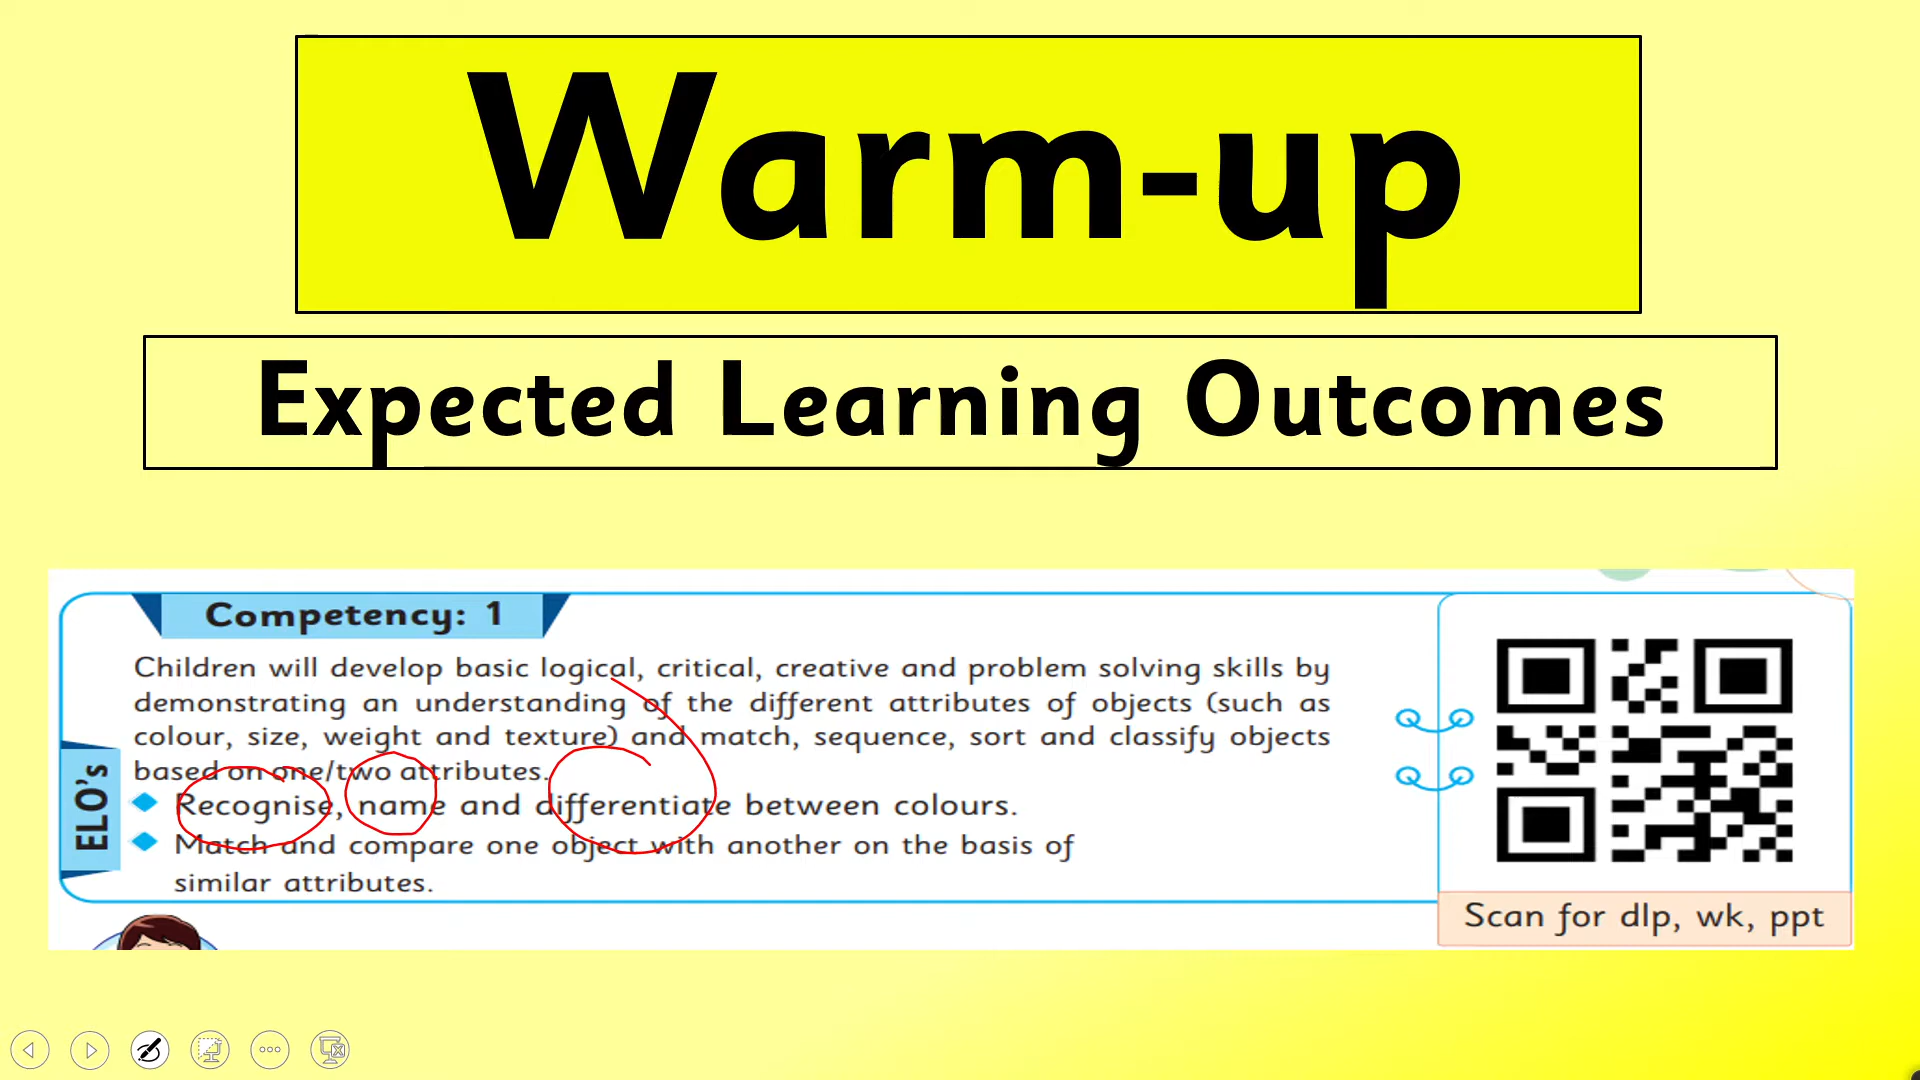 Warm-up
Expected Learning Outcomes
Competency: 1
Children will develop basic logical, critical, creative and problem solving skills by
demonstrating an understanding of the different attributes of objects (such as
colour, size, weight and texture) and match, sequence, sort and classify objects
based on one/two attributes.
ELO's
Recognise, name and differentiate between colours.
Match and compare one object with another on the basis of
similar attributes.
Scan for dlp, wk, ppt